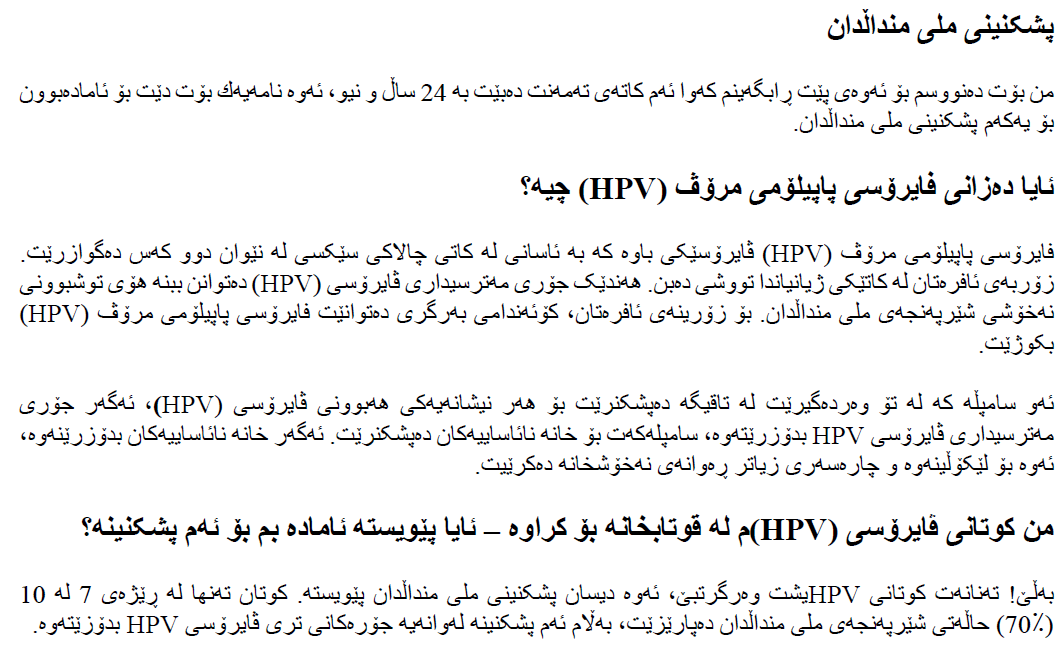 پشکنینی ملی منداڵدان
من بۆت دەنووسم بۆ ئەوەی پێت ڕابگەینم کەوا ئەم کاتەی تەمەنت دەبێت بە 24 ساڵ و نیو، ئەوە نامەیەك بۆت دێت بۆ ئامادەبوون
بۆ یەکەم پشکنینی ملی منداڵدان.
ئایا دەزانی فایرۆسی پاپیلۆمی مرۆڤ (HPV) چیە؟
فایرۆسی پاپیلۆمی مرۆڤ (HPV) ڤایرۆسێکی باوە کە بە ئاسانی لە کاتی چالاکی سێکسی لە نێوان دوو کەس دەگوازرێت.
زۆربەی ئافرەتان لە کاتێکی ژیانیاندا تووشی دەبن. هەندێک جۆری مەترسیداری ڤایرۆسی (HPV) دەتوانن ببنە هۆی توشبوونی
نەخۆشی شێرپەنجەی ملی منداڵدان. بۆ زۆرینەی ئافرەتان، کۆئەندامی بەرگری دەتوانێت فایرۆسی پاپیلۆمی مرۆڤ (HPV)
بکوژێت.
ئەو سامپڵە کە لە تۆ وەردەگیرێت لە تاقیگە دەپشکنرێت بۆ هەر نیشانەیەکی هەبوونی ڤایرۆسی (HPV)، ئەگەر جۆری
مەترسیداری ڤایرۆسی HPV بدۆزرێتەوە، سامپلەکەت بۆ خانە نائاساییەکان دەپشکنرێت. ئەگەر خانە نائاساییەکان بدۆزرێنەوە،
ئەوە بۆ لێکۆڵینەوە و چارەسەری زیاتر ڕەوانەی نەخۆشخانە دەکرێییت.
من کوتانی ڤایرۆسی (HPV)م لە قوتابخانە بۆ کراوە – ئایا پێویستە ئامادە بم بۆ ئەم پشکنینە؟
بەڵێ! تەنانەت کوتانی HPVیشت وەرگرتبێ، ئەوە دیسان پشکنینی ملی منداڵدان پێویستە. کوتان تەنها لە ڕێژەی 7 لە 10
(70٪) حاڵەتی شێرپەنجەی ملی منداڵدان دەپارێزێت، بەڵام ئەم پشکنینە لەوانەیە جۆرەکانی تری ڤایرۆسی HPV بدۆزێتەوە.